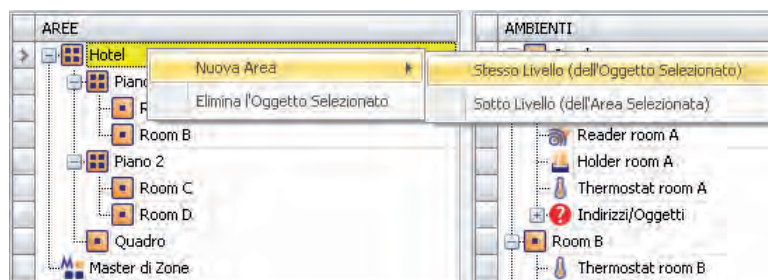 AREE
Hotel
Piano
Room B
Piano 2
Room C
Room D
Quadro
Master di Zone
Nuova Area
Elimina l'Oggetto Selezionato
Stesso Livello (dell'Oggetto Selezionato)
Sotto Livello (dell'Area Selezionata)
AMBIENTI
Reader room A
Holder room A
Thermostat room A
Indirizzi/Oggetti
Room B
Thermostat room B